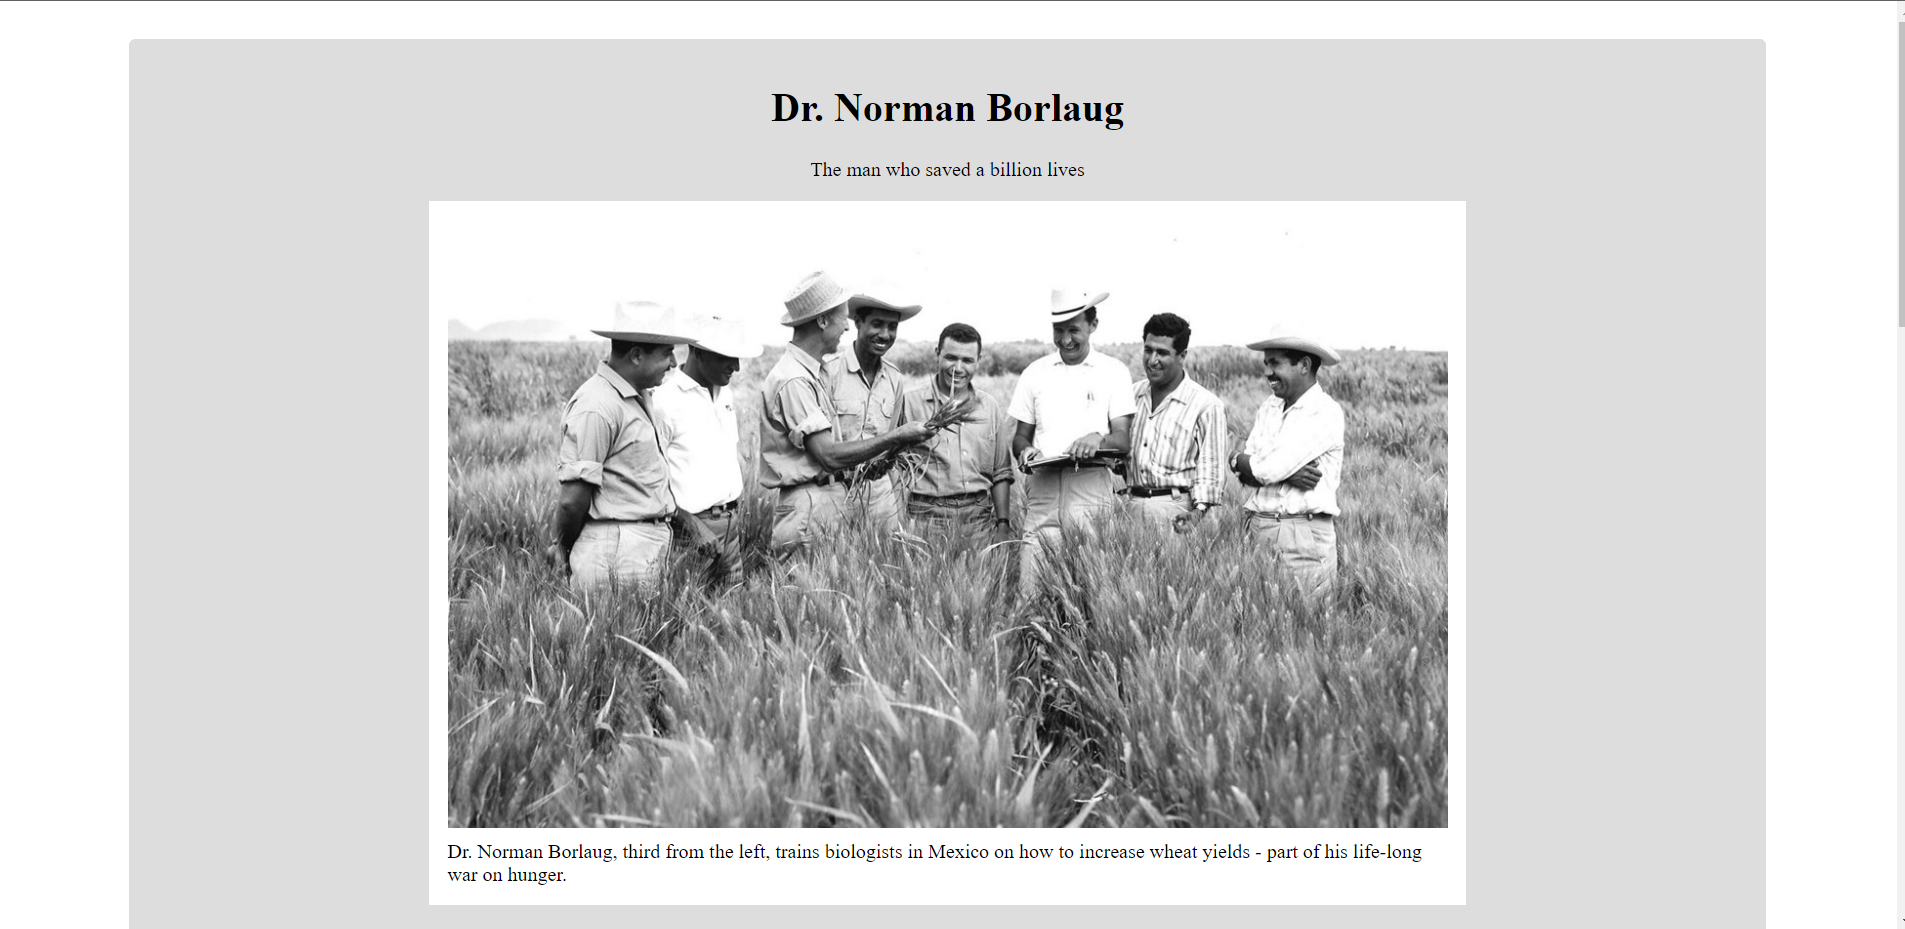 Dr. Norman Borlaug
The man who saved a billion lives
Dr. Norman Borlaug, third from the left, trains biologists in Mexico on how to increase wheat yields - part of his life-long
war on hunger.